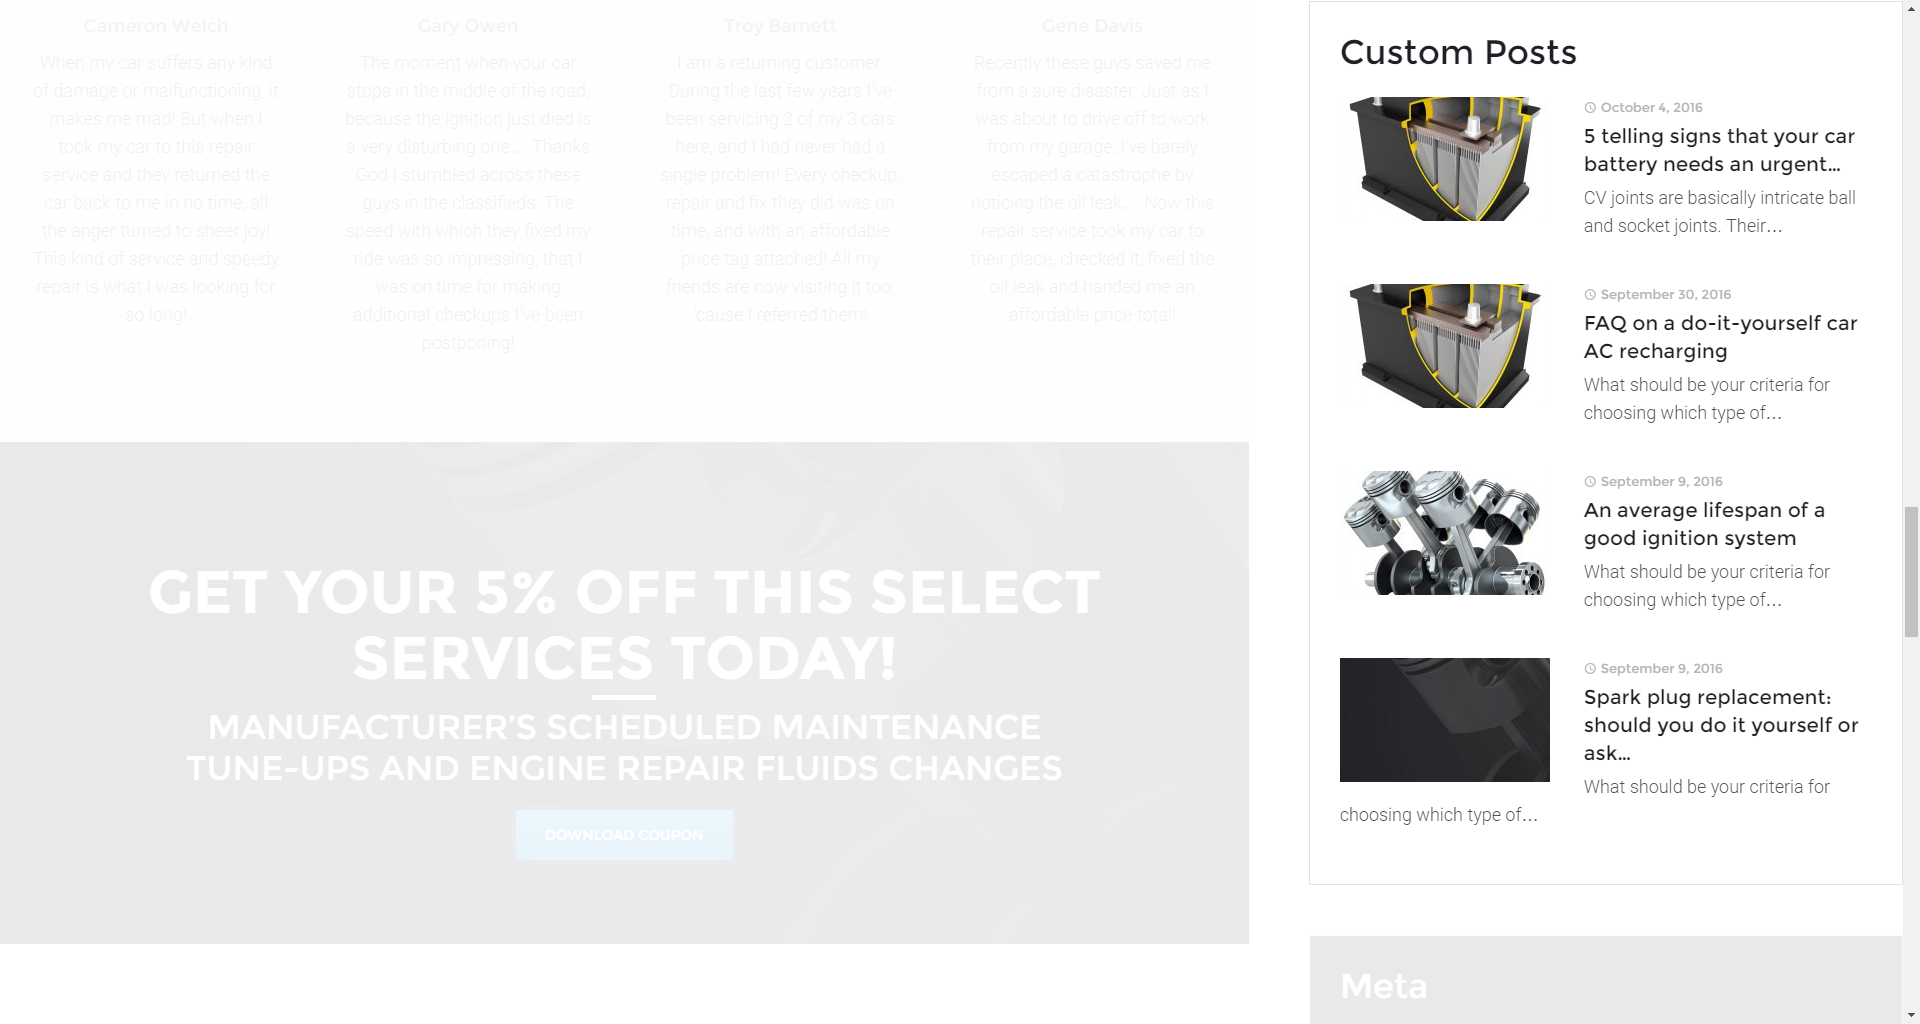 Cameron Welch
When my car suffers any kind
of damage or malfunctioning, it
makes me mad! But when I
took my car to this repair
service and they returned the
car back to me in no time, all
the anger turned to sheer joy!
This kind of service and speedy
repair is what I was looking for
so long!
Gary Owen
The moment when your car
stops in the middle of the road,
because the ignition just died is
a very disturbing one… Thanks
God I stumbled across these
guys in the classifieds. The
speed with which they fixed my
ride was so impressing, that I
was on time for making
additional checkups I've been
postponing!
Troy Barnett
I am a returning customer.
During the last few years I've
been servicing 2 of my 3 cars
here, and I had never had a
single problem! Every checkup,
repair and fix they did was on
time, and with an affordable
price tag attached! All my
friends are now visiting it too,
'cause I referred them!
Gene Davis
Recently these guys saved me
from a sure disaster. Just as I
was about to drive off to work
from my garage, I've barely
escaped a catastrophe by
noticing the oil leak… Now this
repair service took my car to
their place, checked it, fixed the
oil leak and handed me an
affordable price total!
GET YOUR 5% OFF THIS SELECT
SERVICES TODAY!
MANUFACTURER'S SCHEDULED MAINTENANCE
TUNE-UPS AND ENGINE REPAIR FLUIDS CHANGES
DOWNLOAD COUPON
Custom Posts
October 4, 2016
5 telling signs that your car
battery needs an urgent…
CV joints are basically intricate ball
and socket joints. Their…
September 30, 2016
FAQ on a do-it-yourself car
AC recharging
What should be your criteria for
choosing which type of…
September 9, 2016
An average lifespan of a
good ignition system
What should be your criteria for
choosing which type of…
September 9, 2016
Spark plug replacement:
should you do it yourself or
ask…
What should be your criteria for
choosing which type of…
Meta